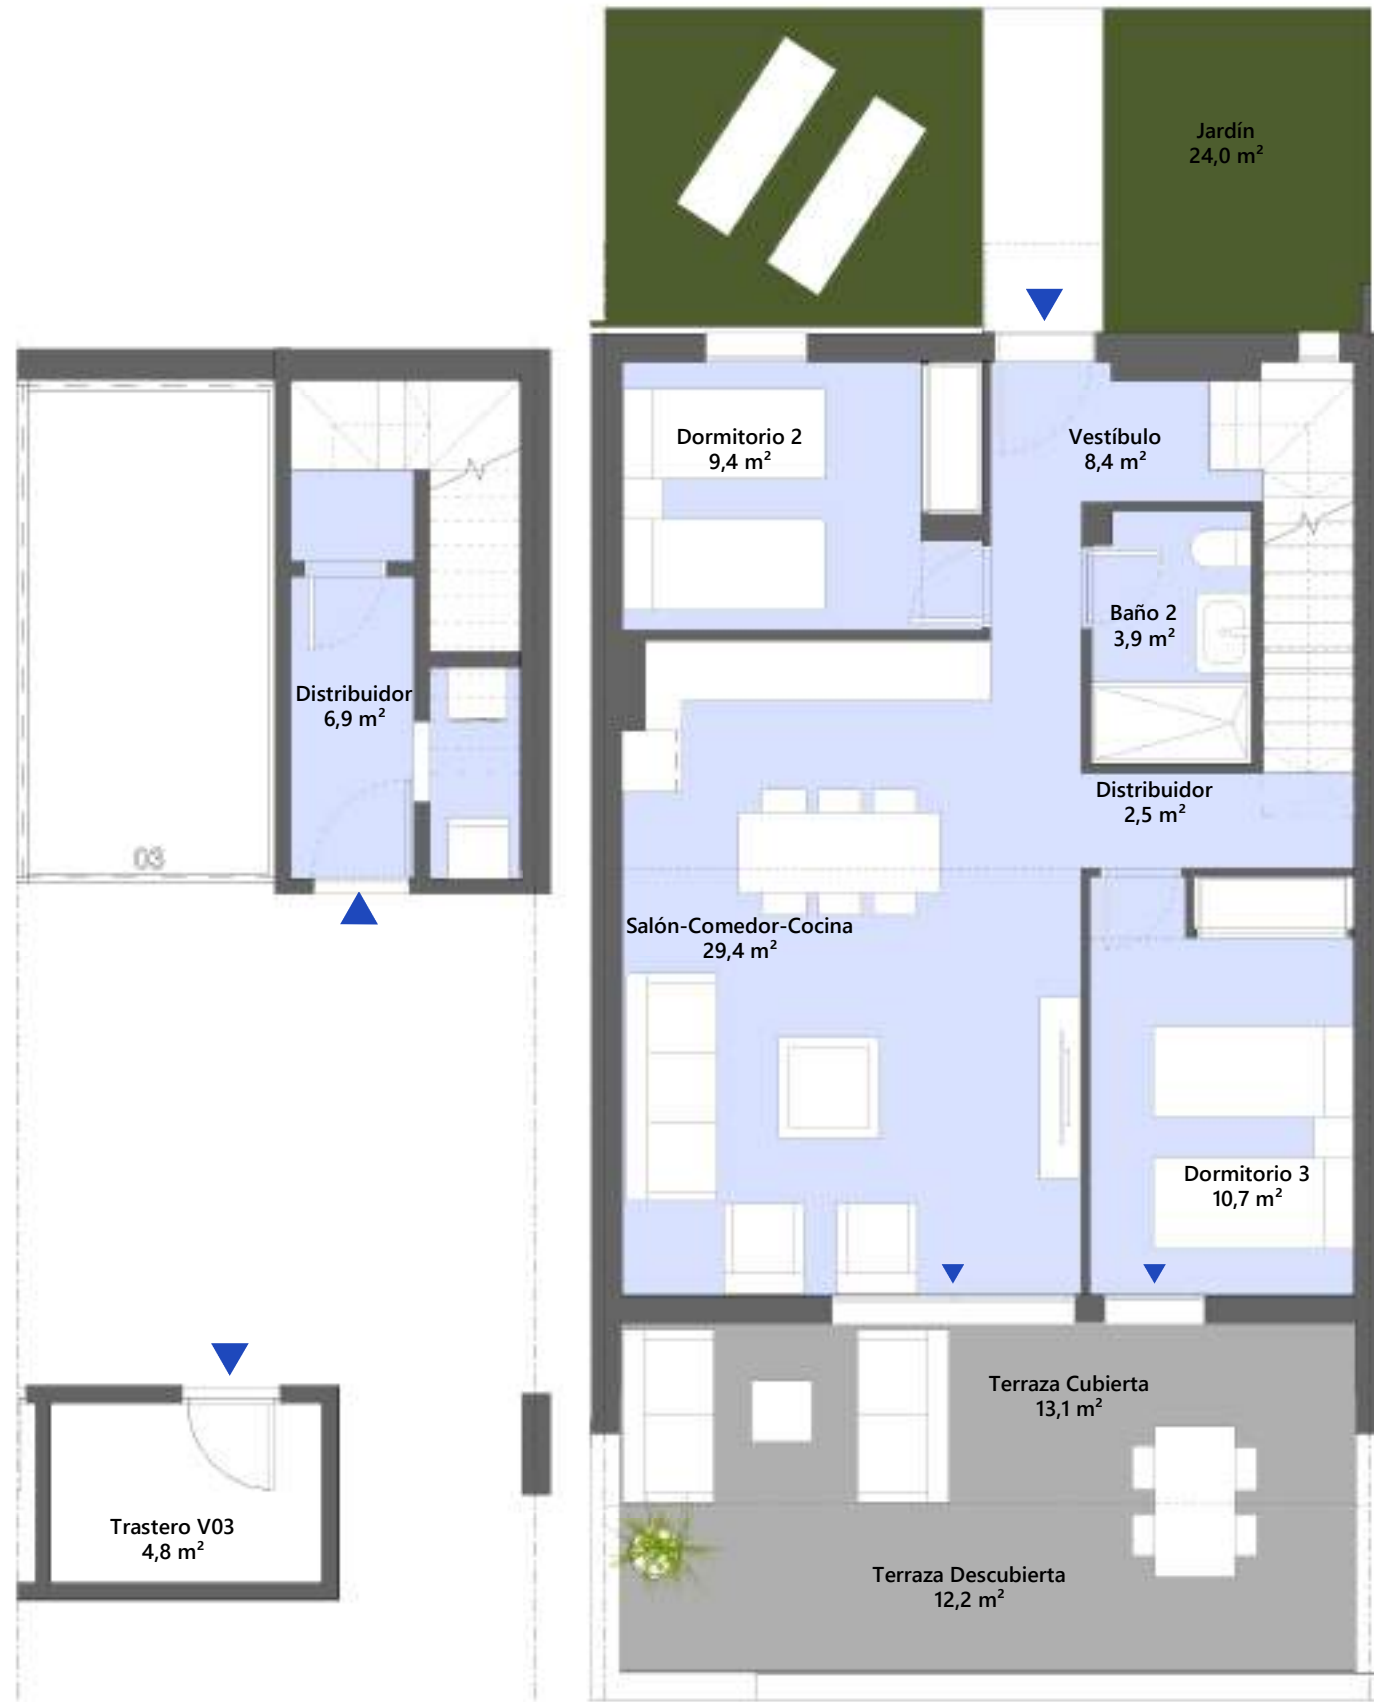 Jardín
24,0 m²
Dormitorio 2
9,4 m²
Vestíbulo
8,4 m²
Baño 2
3,9 m²
Distribuidor
6,9 m²
Distribuidor
2,5 m²
03
Salón-Comedor-Cocina
29,4 m²
Dormitorio 3
10,7 m²
Terraza Cubierta
13,1 m²
Trastero V03
4,8 m²
Terraza Descubierta
12,2 m²